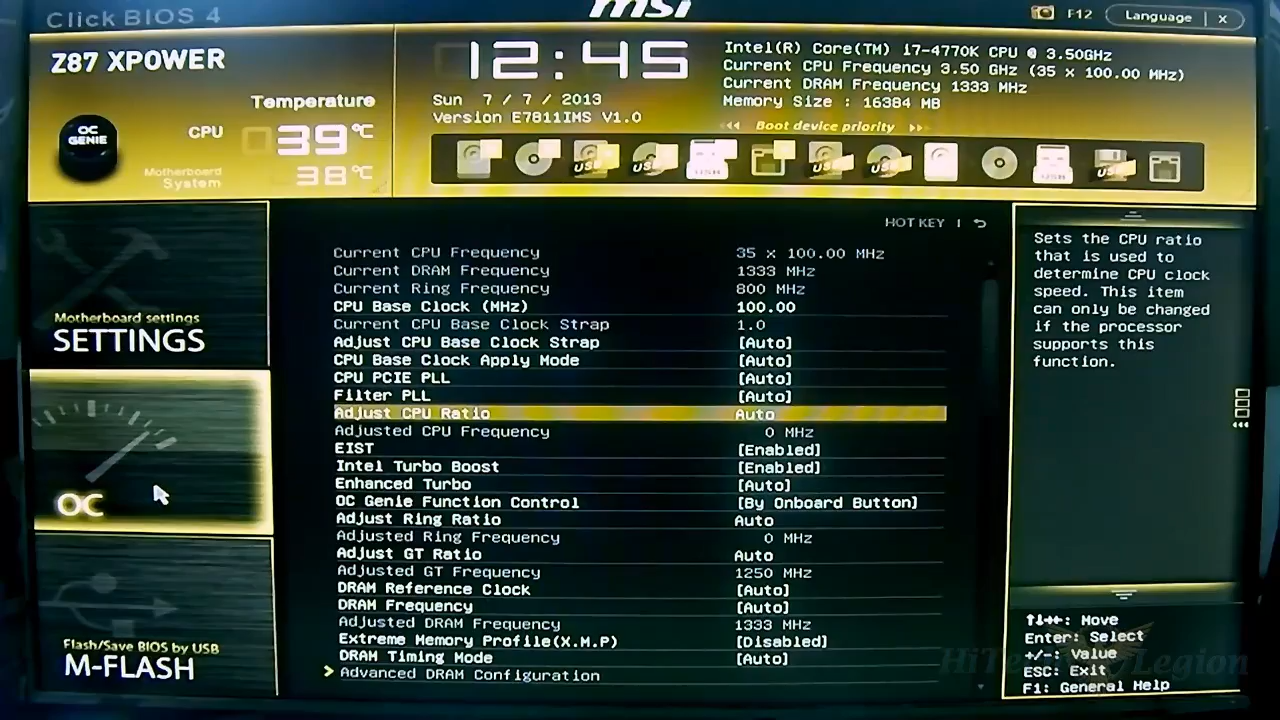 Click BIOS 4
msi
F12
Language | X
Z87 XPOWER
Temperature
OC GENIE
CPU 39°C
Motherboard System 38°C
12:45
Sun 7 / 7 / 2013
Version E7811IMS V1.0
Intel(R) Core(TM) i7-4770K CPU @ 3.50GHz
Current CPU Frequency 3.50 GHz (35 x 100.00 MHz)
Current DRAM Frequency 1333 MHz
Memory Size : 16384 MB
Boot device priority
USB USB USB USB USB USB USB
HOT KEY |
Motherboard settings
SETTINGS
OC
Flash/Save BIOS by USB
M-FLASH
Current CPU Frequency 35 x 100.00 MHz
Current DRAM Frequency 1333 MHz
Current Ring Frequency 800 MHz
CPU Base Clock (MHz) 100.00
Current CPU Base Clock Strap 1.0
Adjust CPU Base Clock Strap [Auto]
CPU Base Clock Apply Mode [Auto]
CPU PCIE PLL [Auto]
Filter PLL [Auto]
Adjust CPU Ratio Auto
Adjusted CPU Frequency 0 MHz
EIST [Enabled]
Intel Turbo Boost [Enabled]
Enhanced Turbo [Auto]
OC Genie Function Control [By Onboard Button]
Adjust Ring Ratio Auto
Adjusted Ring Frequency 0 MHz
Adjust GT Ratio Auto
Adjusted GT Frequency 1250 MHz
DRAM Reference Clock [Auto]
DRAM Frequency [Auto]
Adjusted DRAM Frequency 1333 MHz
Extreme Memory Profile(X.M.P) [Disabled]
DRAM Timing Mode [Auto]
> Advanced DRAM Configuration
Sets the CPU ratio
that is used to
determine CPU clock
speed. This item
can only be changed
if the processor
supports this
function.
↑↓→←: Move
Enter: Select
+/-: Value
ESC: Exit
F1: General Help
HiTech Legion